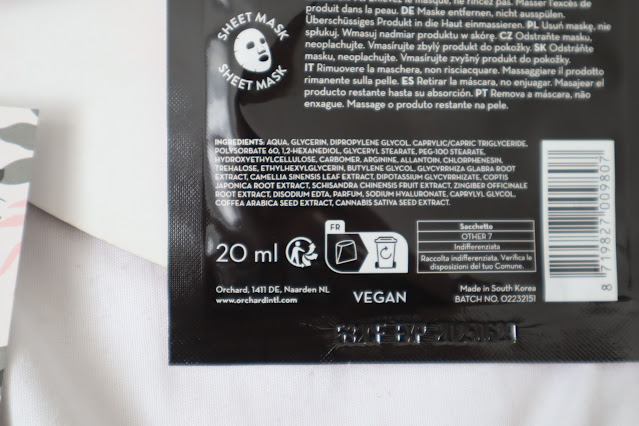 produit dans la peau. DE Maske entfernen, nicht ausspülen.
Überschüssiges Produkt in die Haut einmassieren. PL Usuń maskę, nie
spłukuj. Wmasuj nadmiar produktu w skórę. CZ Odstraňte masku,
neoplachujte. Vmasírujte zbylý produkt do pokožky. SK Odstráňte
masku, neoplachujte. Vmasírujte zvyšný produkt do pokožky.
IT Rimuovere la maschera, non risciacquare. Massaggiare il prodotto
rimanente sulla pelle. ES Retirar la máscara, no enjuagar. Masajear el
producto restante hasta su absorción. PT Remova a máscara, não
enxague. Massage o produto restante na pele.
SHEET MASK
SHEET MASK
INGREDIENTS: AQUA, GLYCERIN, DIPROPYLENE GLYCOL, CAPRYLIC/CAPRIC TRIGLYCERIDE,
POLYSORBATE 60, 1,2-HEXANEDIOL, GLYCERYL STEARATE, PEG-100 STEARATE,
HYDROXYETHYLCELLULOSE, CARBOMER, ARGININE, ALLANTOIN, CHLORPHENESIN,
TREHALOSE, ETHYLHEXYLGLYCERIN, BUTYLENE GLYCOL, GLYCYRRHIZA GLABRA ROOT
EXTRACT, CAMELLIA SINENSIS LEAF EXTRACT, DIPOTASSIUM GLYCYRRHIZATE, COPTIS
JAPONICA ROOT EXTRACT, SCHISANDRA CHINENSIS FRUIT EXTRACT, ZINGIBER OFFICINALE
ROOT EXTRACT, DISODIUM EDTA, PARFUM, SODIUM HYALURONATE, CAPRYLYL GLYCOL,
COFFEA ARABICA SEED EXTRACT, CANNABIS SATIVA SEED EXTRACT.
20 ml
FR
Sacchetto
OTHER 7
Indifferenziata
Raccolta indifferenziata. Verifica le
disposizioni del tuo Comune.
Orchard, 1411 DE, Naarden NL
www.orchardintl.com
VEGAN
Made in South Korea
BATCH NO. 02232151
8 719827 009807